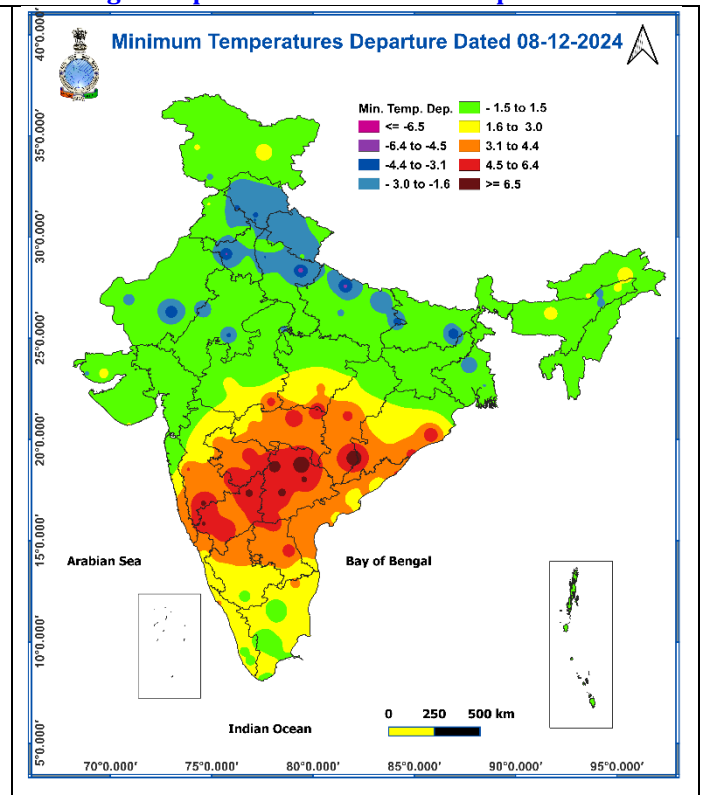 Minimum Temperatures Departure Dated 08-12-2024
Min. Temp. Dep.
<= -6.5
-6.4 to -4.5
-4.4 to -3.1
- 3.0 to -1.6
- 1.5 to 1.5
1.6 to 3.0
3.1 to 4.4
4.5 to 6.4
>= 6.5
40°0.000'
35°0.000'
30°0.000'
25°0.000'
20°0.000'
15°0.000'
10°0.000'
5°0.000'
Arabian Sea
Bay of Bengal
Indian Ocean
0 250 500 km
70°0.000' 75°0.000' 80°0.000' 85°0.000' 90°0.000' 95°0.000'